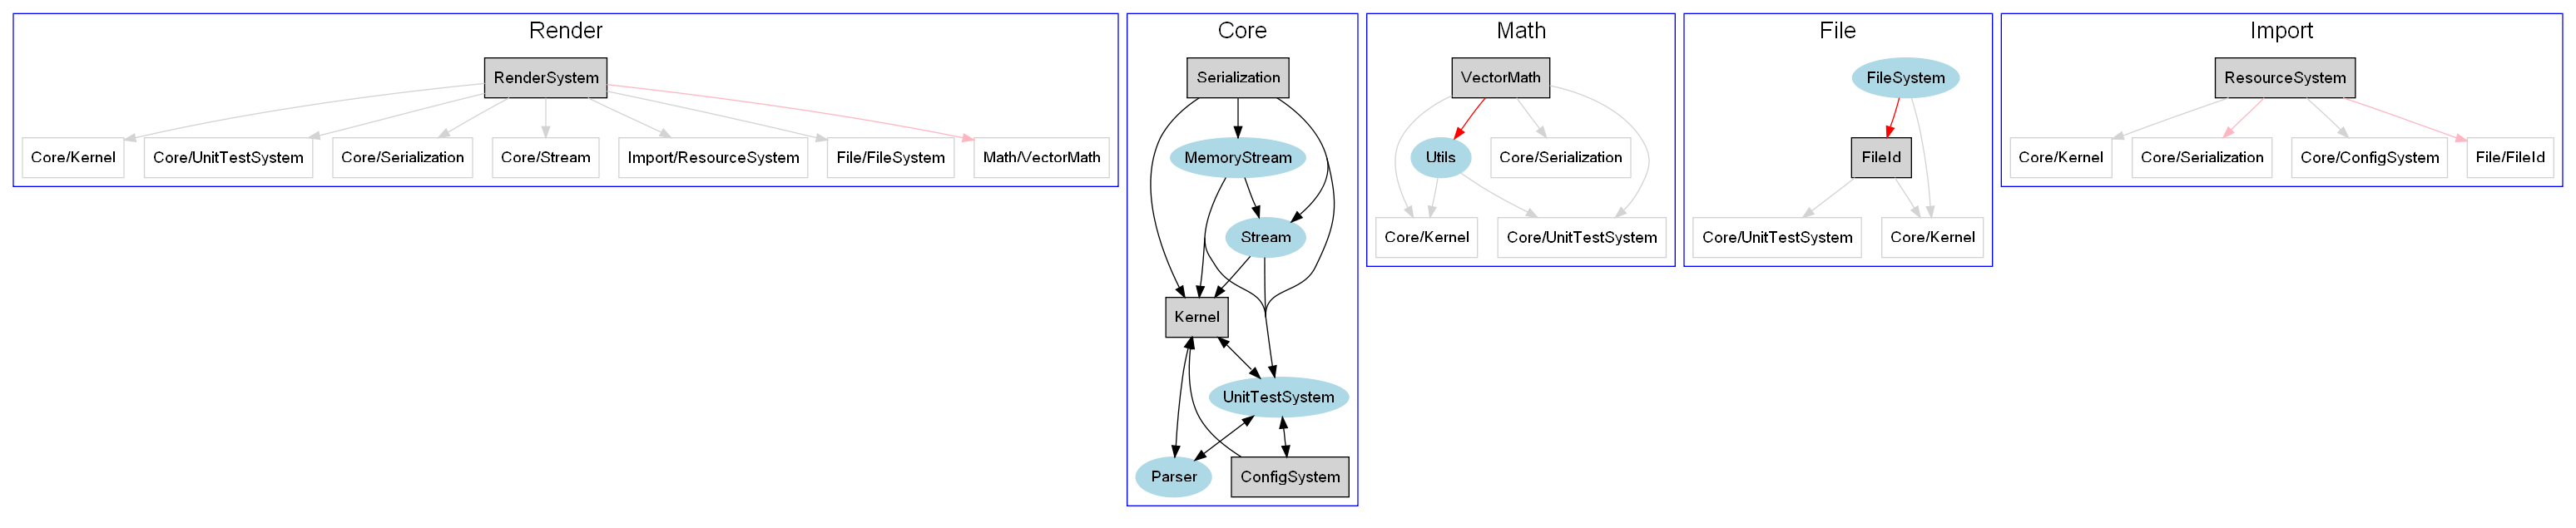 Render
RenderSystem
Core/Kernel
Core/UnitTestSystem
Core/Serialization
Core/Stream
Import/ResourceSystem
File/FileSystem
Math/VectorMath
Core
Serialization
MemoryStream
Stream
Kernel
UnitTestSystem
Parser
ConfigSystem
Math
VectorMath
Utils
Core/Serialization
Core/Kernel
Core/UnitTestSystem
File
FileSystem
FileId
Core/UnitTestSystem
Core/Kernel
Import
ResourceSystem
Core/Kernel
Core/Serialization
Core/ConfigSystem
File/FileId